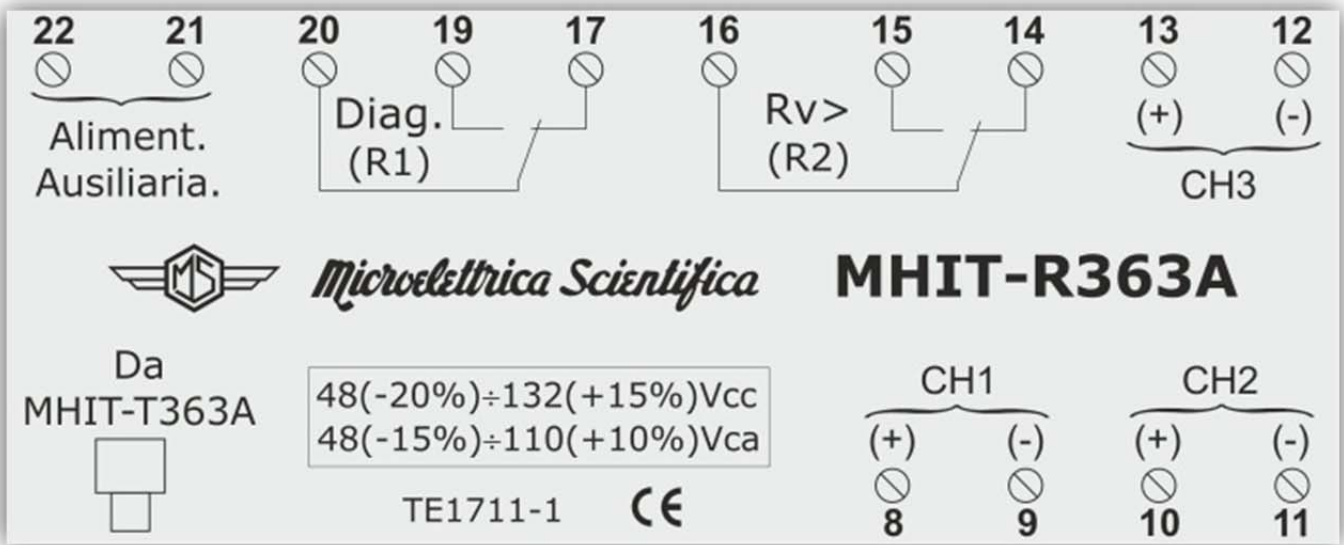 22 21 20 19 17 16 15 14 13 12
Diag. Rv> (+) (-)
Aliment. (R1) (R2)
Ausiliaria. CH3
MS Microelettrica Scientifica MHIT-R363A
Da
MHIT-T363A
48(-20%)÷132(+15%)Vcc
48(-15%)÷110(+10%)Vca
TE1711-1 CE
CH1 CH2
(+) (-) (+) (-)
8 9 10 11